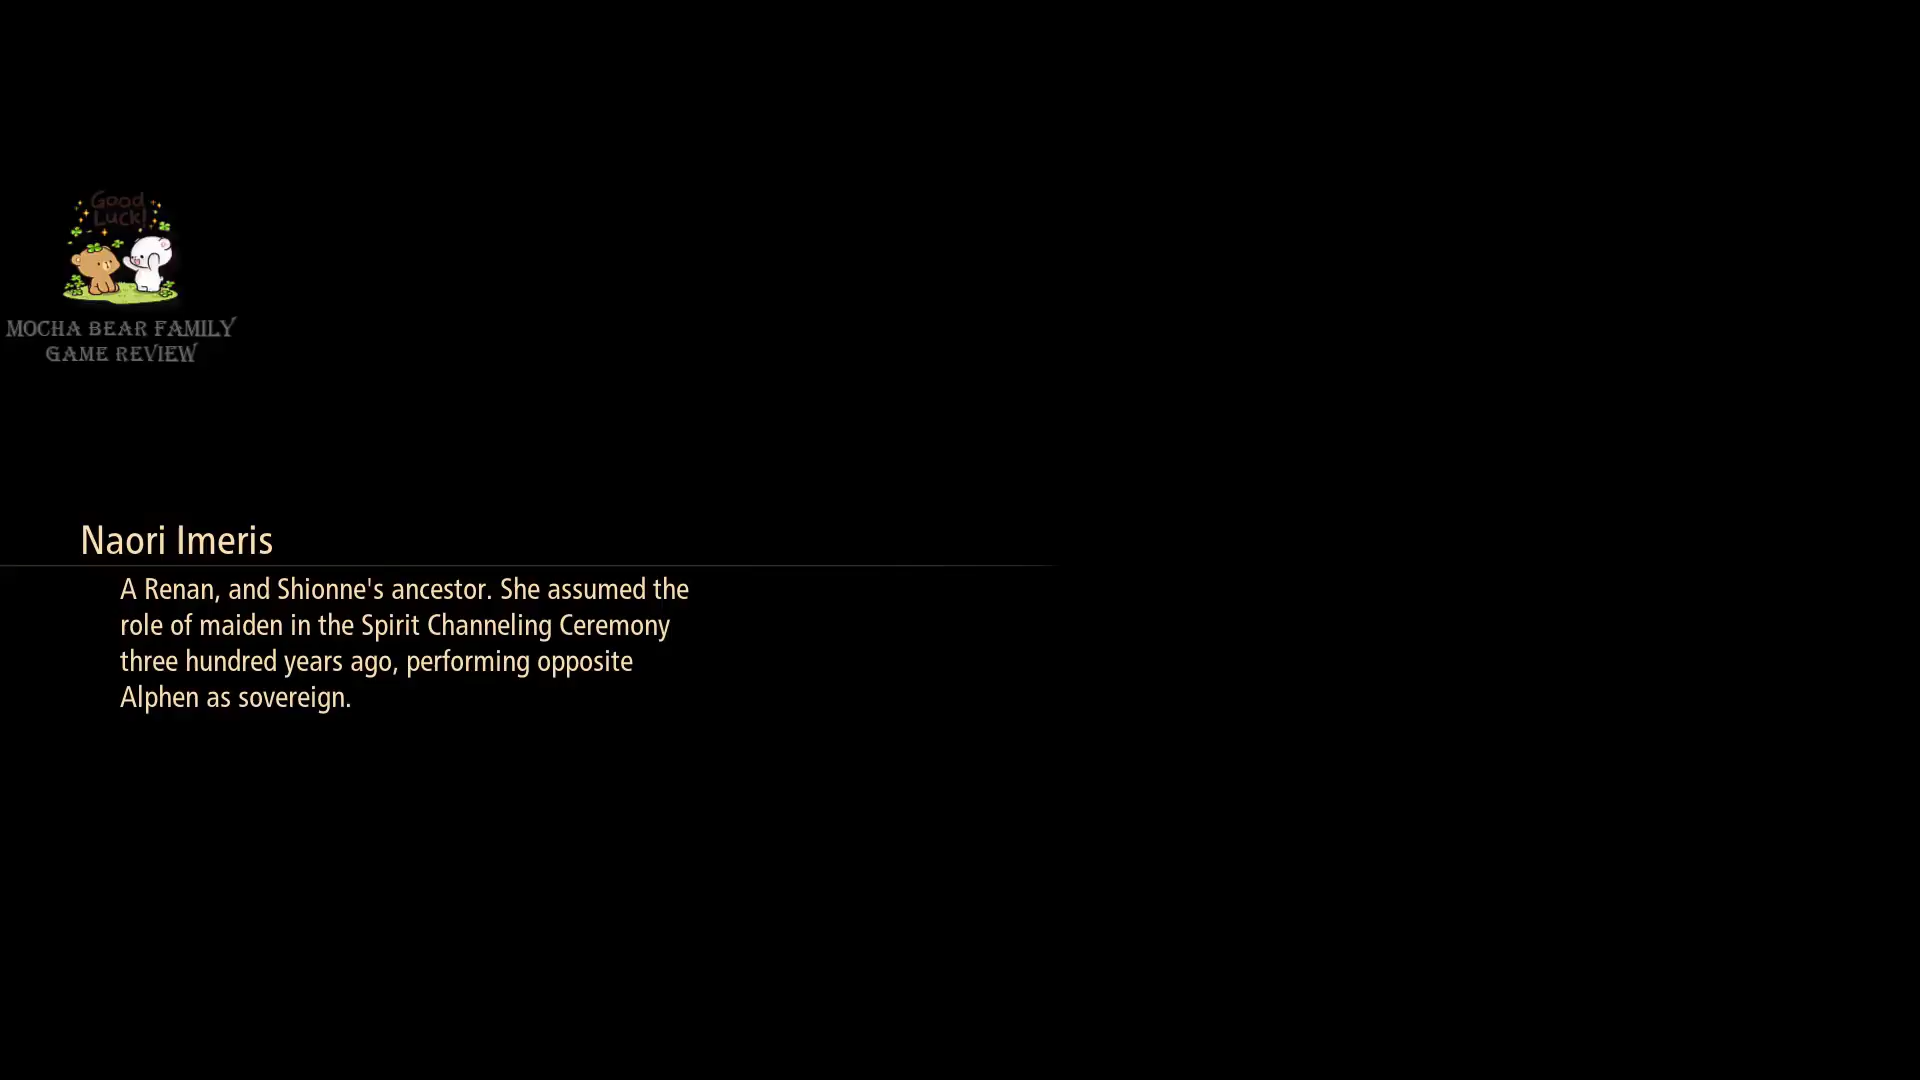 Good
Luck!
MOCHA BEAR FAMILY
GAME REVIEW
Naori Imeris
A Renan, and Shionne's ancestor. She assumed the
role of maiden in the Spirit Channeling Ceremony
three hundred years ago, performing opposite
Alphen as sovereign.